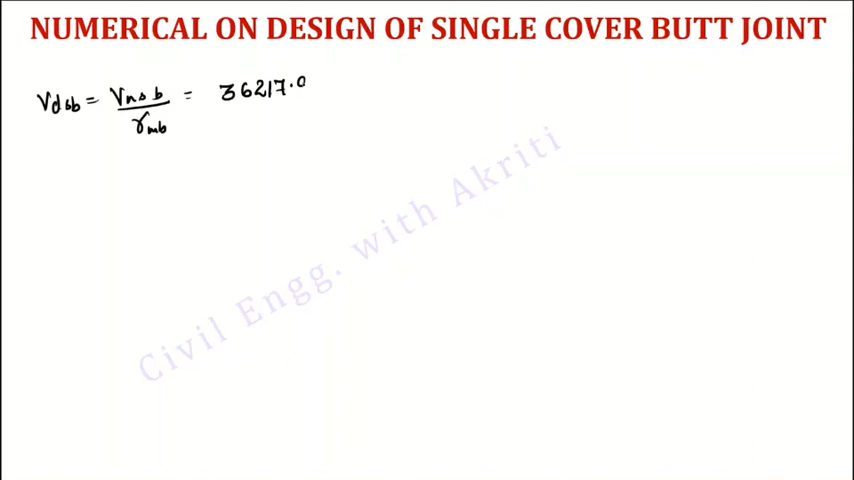 NUMERICAL ON DESIGN OF SINGLE COVER BUTT JOINT
Vdsb = Vnsb / γmb = 36217.0
Civil Engg. with Akriti